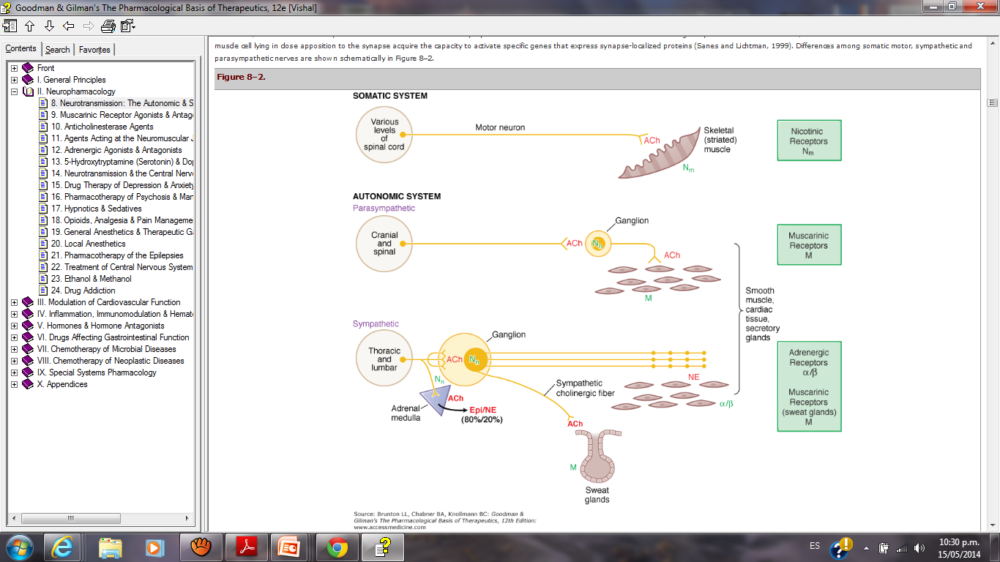 Goodman & Gilman's The Pharmacological Basis of Therapeutics, 12e [Vishal]
Contents
Search
Favorites
Front
I. General Principles
II. Neuropharmacology
8. Neurotransmission: The Autonomic & S
9. Muscarinic Receptor Agonists & Antag
10. Anticholinesterase Agents
11. Agents Acting at the Neuromuscular J
12. Adrenergic Agonists & Antagonists
13. 5-Hydroxytryptamine (Serotonin) & Do
14. Neurotransmission & the Central Nerv
15. Drug Therapy of Depression & Anxiety
16. Pharmacotherapy of Psychosis & Man
17. Hypnotics & Sedatives
18. Opioids, Analgesia & Pain Manageme
19. General Anesthetics & Therapeutic Ga
20. Local Anesthetics
21. Pharmacotherapy of the Epilepsies
22. Treatment of Central Nervous System
23. Ethanol & Methanol
24. Drug Addiction
III. Modulation of Cardiovascular Function
IV. Inflammation, Immunomodulation & Hemat
V. Hormones & Hormone Antagonists
VI. Drugs Affecting Gastrointestinal Function
VII. Chemotherapy of Microbial Diseases
VIII. Chemotherapy of Neoplastic Diseases
IX. Special Systems Pharmacology
X. Appendices
muscle cell lying in close apposition to the synapse acquire the capacity to activate specific genes that express synapse-localized proteins (Sanes and Lichtman, 1999). Differences among somatic motor, sympathetic and
parasympathetic nerves are shown schematically in Figure 8–2.
Figure 8–2.
SOMATIC SYSTEM
Various
levels
of
spinal cord
Motor neuron
ACh
Skeletal
(striated)
muscle
Nm
Nicotinic
Receptors
Nm
AUTONOMIC SYSTEM
Parasympathetic
Cranial
and
spinal
ACh
Nn
Ganglion
ACh
M
Muscarinic
Receptors
M
Smooth
muscle,
cardiac
tissue,
secretory
glands
Sympathetic
Thoracic
and
lumbar
Ganglion
ACh
Nn
Nn
ACh
Adrenal
medulla
Epi/NE
(80%/20%)
Sympathetic
cholinergic fiber
NE
α/β
ACh
M
Sweat
glands
Adrenergic
Receptors
α/β
Muscarinic
Receptors
(sweat glands)
M
Source: Brunton LL, Chabner BA, Knollmann BC: Goodman &
Gilman's The Pharmacological Basis of Therapeutics, 12th Edition:
www.accessmedicine.com
ES
10:30 p.m.
15/05/2014